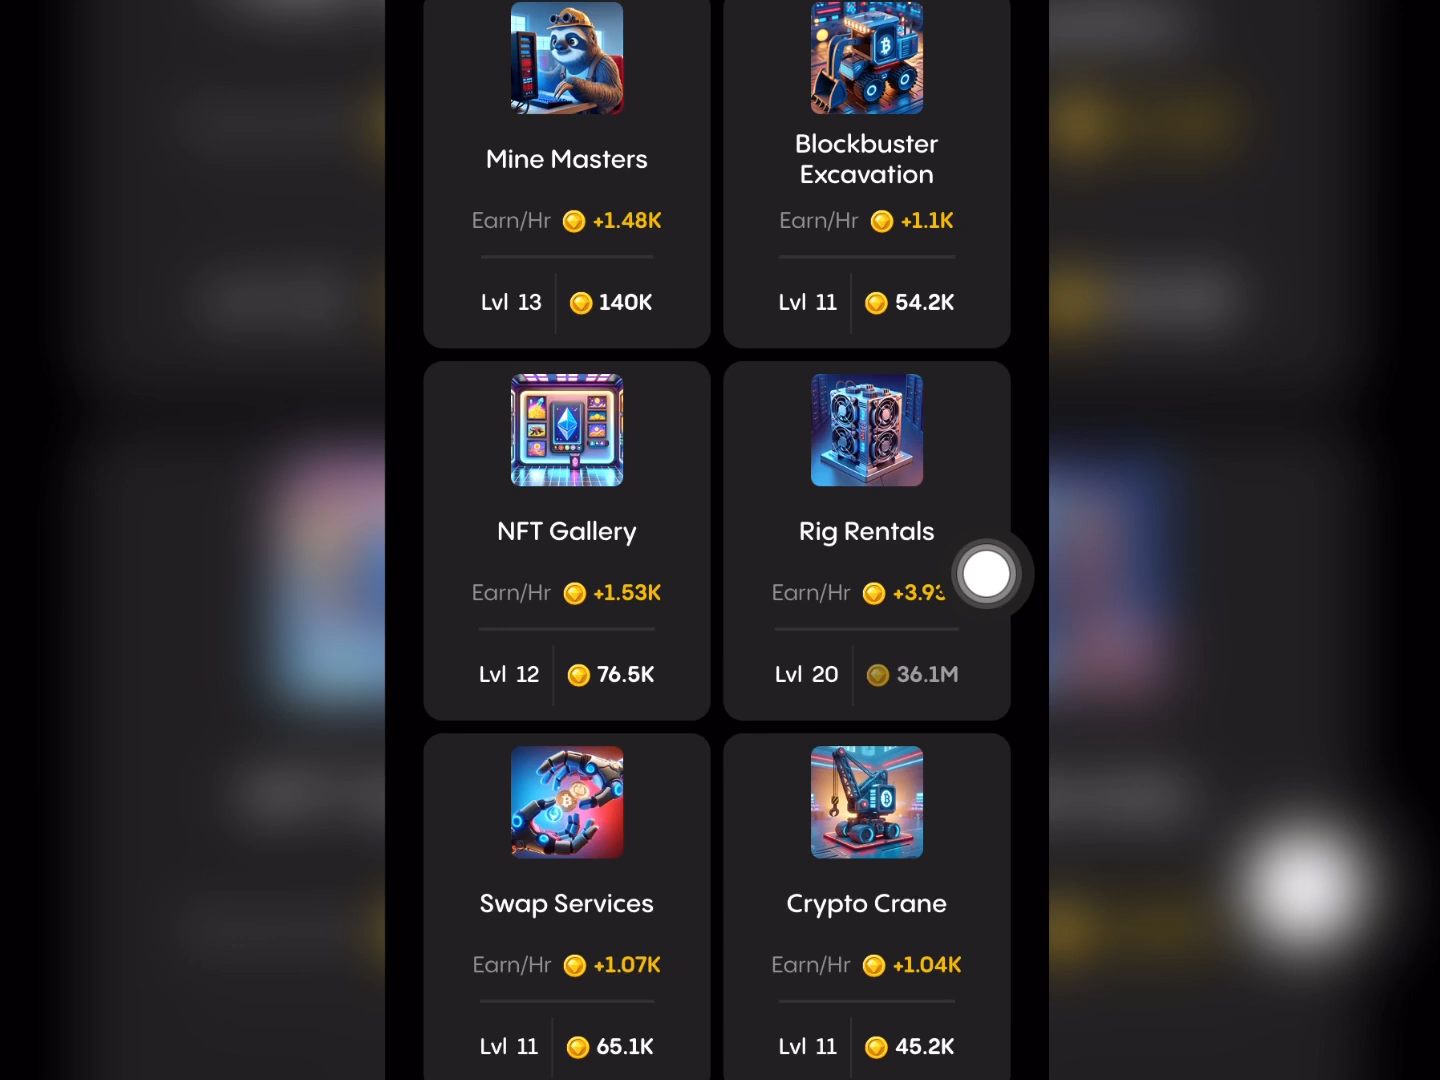 Mine Masters
Earn/Hr +1.48K
Lvl 13 140K
Blockbuster
Excavation
Earn/Hr +1.1K
Lvl 11 54.2K
NFT Gallery
Earn/Hr +1.53K
Lvl 12 76.5K
Rig Rentals
Earn/Hr
Lvl 20 36.1M
Swap Services
Earn/Hr +1.07K
Lvl 11 65.1K
Crypto Crane
Earn/Hr +1.04K
Lvl 11 45.2K